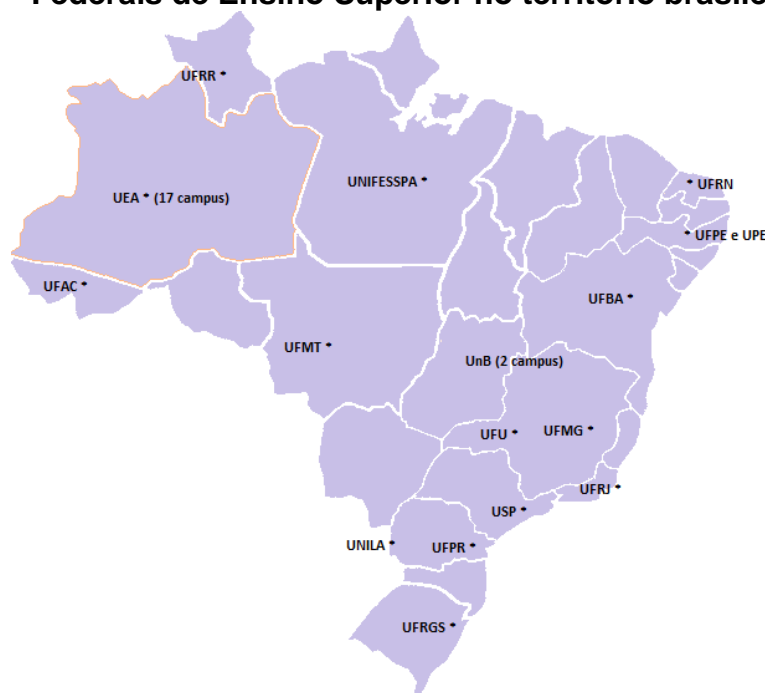 Federais de Ensino Superior no território brasile
UFRR *
UNIFESSPA *
* UFRN
UEA * (17 campus)
* UFPE e UPE
UFAC *
UFBA *
UFMT *
UnB (2 campus)
UFU *
UFMG *
UFRJ *
USP *
UNILA *
UFPR *
UFRGS *